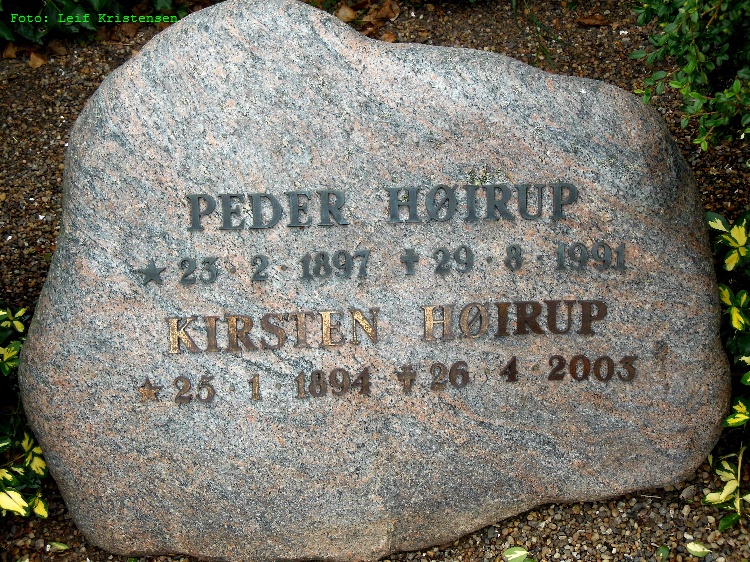 Foto: Leif Kristensen
PEDER HØIRUP
★ 23 · 2 · 1897 ✝ 29 · 8 · 1991
KIRSTEN HØIRUP
★ 25 · 1 1894 ✝ 26 · 4 · 2003